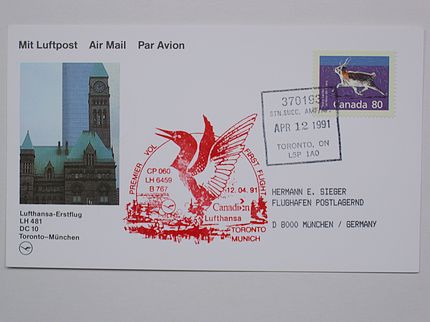 Mit Luftpost Air Mail Par Avion
Canada 80
370193
STN.SUCC.
APR 12 1991
TORONTO, ON
L5P 1A0
PREMIER VOL
FIRST FLIGHT
CP 060
LH 6459
B 767
12.04.91
Canadian
Lufthansa
TORONTO
MUNICH
HERMANN E. SIEGER
FLUGHAFEN POSTLAGERND
D 8000 MÜNCHEN / GERMANY
Lufthansa-Erstflug
LH 481
DC 10
Toronto–München